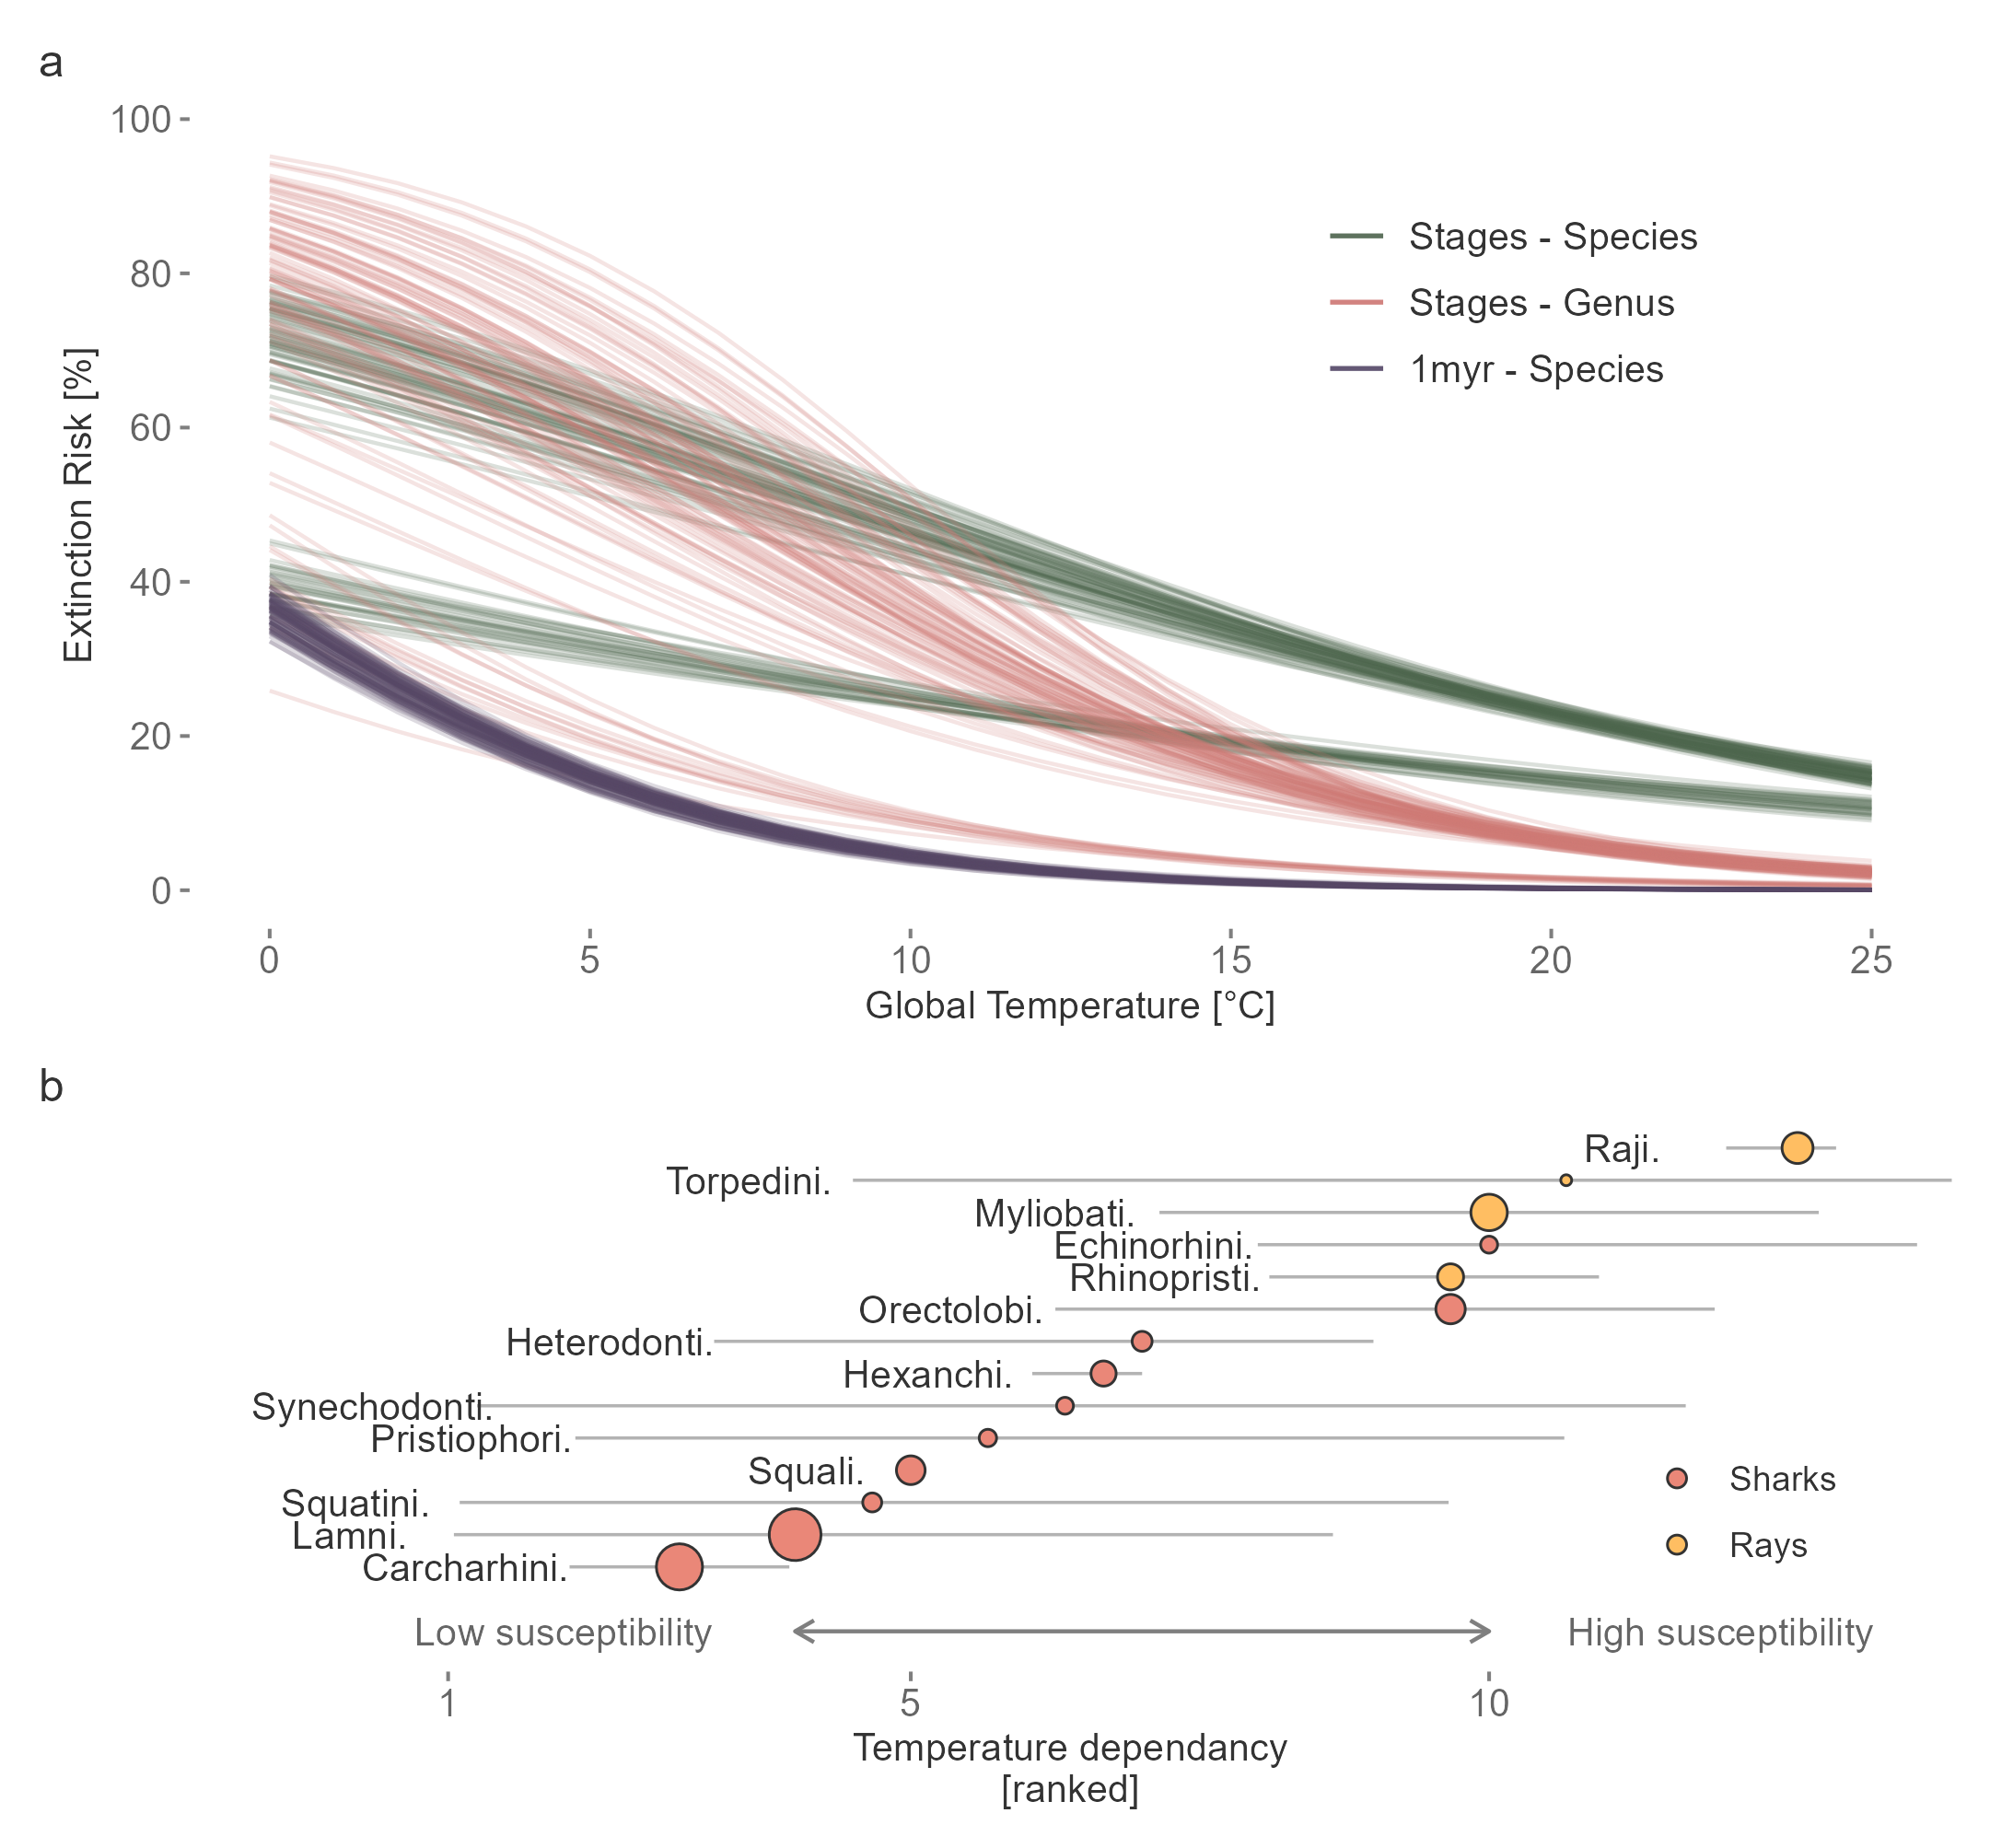 a
100
80
60
40
20
0
Extinction Risk [%]
Stages - Species
Stages - Genus
1myr - Species
0 5 10 15 20 25
Global Temperature [°C]
b
Raji.
Torpedini.
Myliobati.
Echinorhini.
Rhinopristi.
Orectolobi.
Heterodonti.
Hexanchi.
Synechodonti.
Pristiophori.
Squali.
Squatini.
Lamni.
Carcharhini.
Sharks
Rays
Low susceptibility High susceptibility
1 5 10
Temperature dependancy
[ranked]